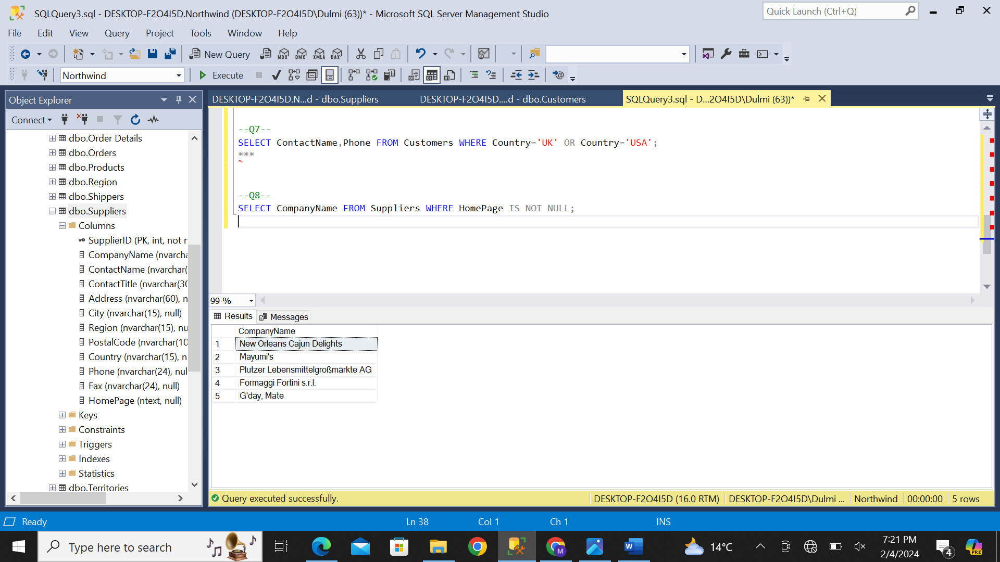 SQLQuery3.sql - DESKTOP-F2O4I5D.Northwind (DESKTOP-F2O4I5D\Dulmi (63))* - Microsoft SQL Server Management Studio
Quick Launch (Ctrl+Q)
File Edit View Query Project Tools Window Help
New Query MDX DMX XMLA DAX
Northwind Execute
Object Explorer
Connect
dbo.Order Details
dbo.Orders
dbo.Products
dbo.Region
dbo.Shippers
dbo.Suppliers
Columns
SupplierID (PK, int, not n
CompanyName (nvarcha
ContactName (nvarchar(
ContactTitle (nvarchar(30
Address (nvarchar(60), n
City (nvarchar(15), null)
Region (nvarchar(15), nu
PostalCode (nvarchar(10
Country (nvarchar(15), n
Phone (nvarchar(24), nul
Fax (nvarchar(24), null)
HomePage (ntext, null)
Keys
Constraints
Triggers
Indexes
Statistics
dbo.Territories
DESKTOP-F2O4I5D.N...d - dbo.Suppliers DESKTOP-F2O4I5D....d - dbo.Customers SQLQuery3.sql - D...2O4I5D\Dulmi (63))*
--Q7--
SELECT ContactName,Phone FROM Customers WHERE Country='UK' OR Country='USA';
***
--Q8--
SELECT CompanyName FROM Suppliers WHERE HomePage IS NOT NULL;
99 %
Results Messages
CompanyName
1 New Orleans Cajun Delights
2 Mayumi's
3 Plutzer Lebensmittelgroßmärkte AG
4 Formaggi Fortini s.r.l.
5 G'day, Mate
Query executed successfully. DESKTOP-F2O4I5D (16.0 RTM) DESKTOP-F2O4I5D\Dulmi ... Northwind 00:00:00 5 rows
Ready Ln 38 Col 1 Ch 1 INS
Type here to search
14°C
7:21 PM
2/4/2024
4
PRE